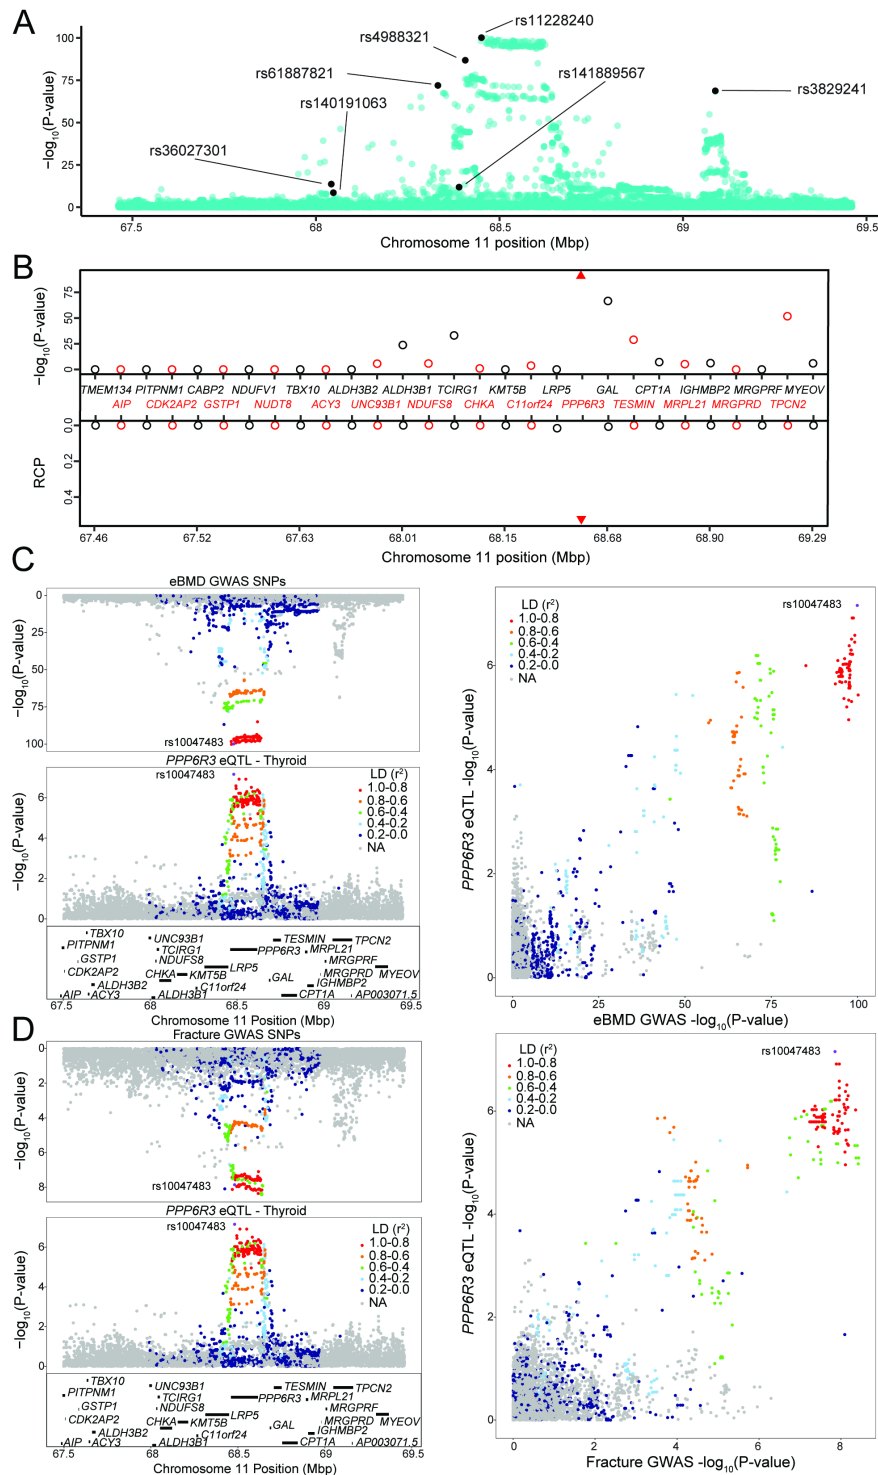 A
rs11228240
rs4988321
rs61887821
rs141889567
rs140191063
rs3829241
rs36027301
100
75
50
25
0
−log10(P-value)
67.5
68
68.5
69
69.5
Chromosome 11 position (Mbp)
B
75
50
25
0
−log10(P-value)
TMEM134 PITPNM1 CABP2 NDUFV1 TBX10 ALDH3B2 ALDH3B1 TCIRG1 KMT5B LRP5 GAL CPT1A IGHMBP2 MRGPRF MYEOV
AIP CDK2AP2 GSTP1 NUDT8 ACY3 UNC93B1 NDUFS8 CHKA C11orf24 PPP6R3 TESMIN MRPL21 MRGPRD TPCN2
0.0
0.2
0.4
RCP
67.46 67.52 67.63 68.01 68.15 68.68 68.90 69.29
Chromosome 11 position (Mbp)
C
eBMD GWAS SNPs
0
25
50
75
100
−log10(P-value)
rs10047483
PPP6R3 eQTL - Thyroid
rs10047483
LD (r2)
1.0-0.8
0.8-0.6
0.6-0.4
0.4-0.2
0.2-0.0
NA
6
4
2
0
−log10(P-value)
TBX10
UNC93B1
TESMIN
TPCN2
PITPNM1
TCIRG1
PPP6R3
MRPL21
GSTP1
NDUFS8
MRGPRF
CDK2AP2
CHKA
KMT5B
LRP5
MRGPRD
MYEOV
ALDH3B2
C11orf24
GAL
IGHMBP2
AIP
ACY3
ALDH3B1
CPT1A
AP003071.5
67.5
68
68.5
69
69.5
Chromosome 11 Position (Mbp)
LD (r2)
1.0-0.8
0.8-0.6
0.6-0.4
0.4-0.2
0.2-0.0
NA
rs10047483
6
4
2
0
PPP6R3 eQTL -log10(P-value)
0
25
50
75
100
eBMD GWAS -log10(P-value)
D
Fracture GWAS SNPs
0
2
4
6
8
−log10(P-value)
rs10047483
PPP6R3 eQTL - Thyroid
rs10047483
LD (r2)
1.0-0.8
0.8-0.6
0.6-0.4
0.4-0.2
0.2-0.0
NA
6
4
2
0
−log10(P-value)
TBX10
UNC93B1
TESMIN
TPCN2
PITPNM1
TCIRG1
PPP6R3
MRPL21
GSTP1
NDUFS8
MRGPRF
CDK2AP2
CHKA
KMT5B
LRP5
MRGPRD
MYEOV
ALDH3B2
C11orf24
GAL
IGHMBP2
AIP
ACY3
ALDH3B1
CPT1A
AP003071.5
67.5
68
68.5
69
69.5
Chromosome 11 Position (Mbp)
LD (r2)
1.0-0.8
0.8-0.6
0.6-0.4
0.4-0.2
0.2-0.0
NA
rs10047483
6
4
2
0
PPP6R3 eQTL -log10(P-value)
0
2
4
6
8
Fracture GWAS -log10(P-value)